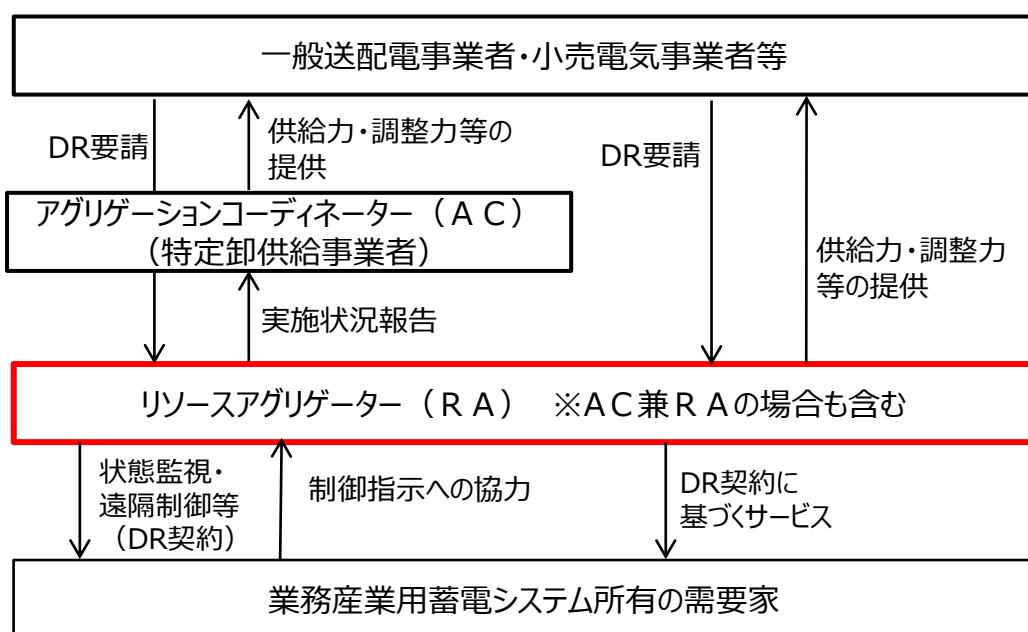 一般送配電事業者・小売電気事業者等
DR要請
供給力・調整力等の
提供
DR要請
アグリゲーションコーディネーター（ＡＣ）
（特定卸供給事業者）
供給力・調整力
等の提供
実施状況報告
リソースアグリゲーター（ＲＡ）　※ＡＣ兼ＲＡの場合も含む
状態監視・
遠隔制御等
（DR契約）
制御指示への協力
DR契約に
基づくサービス
業務産業用蓄電システム所有の需要家